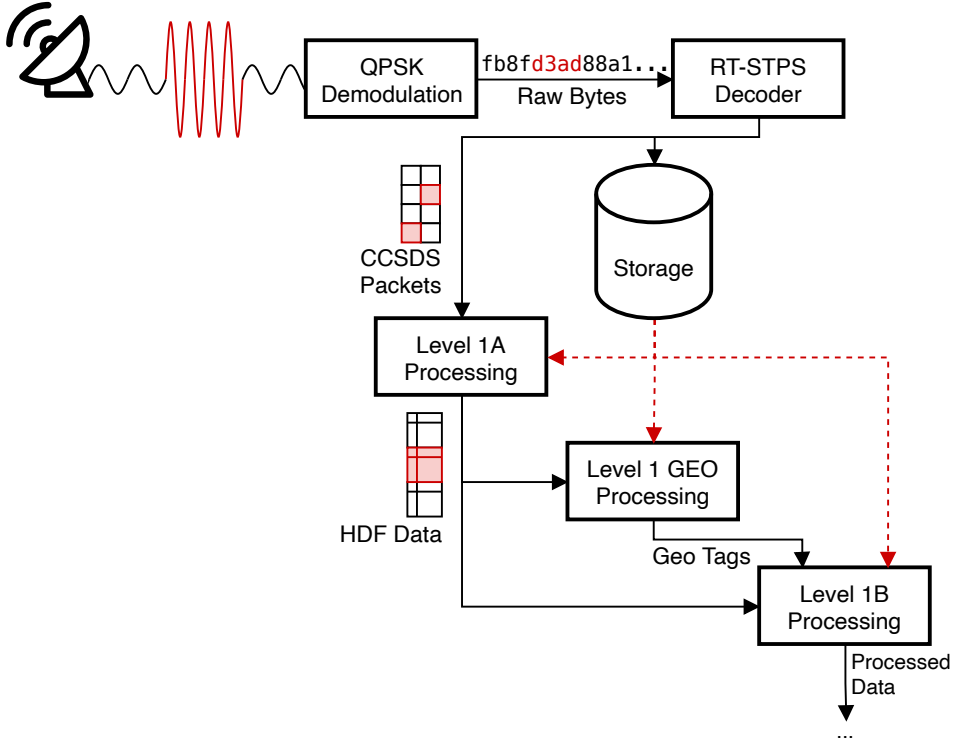 QPSK
Demodulation
fb8fd3ad88a1...
Raw Bytes
RT-STPS
Decoder
CCSDS
Packets
Storage
Level 1A
Processing
HDF Data
Level 1 GEO
Processing
Geo Tags
Level 1B
Processing
Processed
Data
...